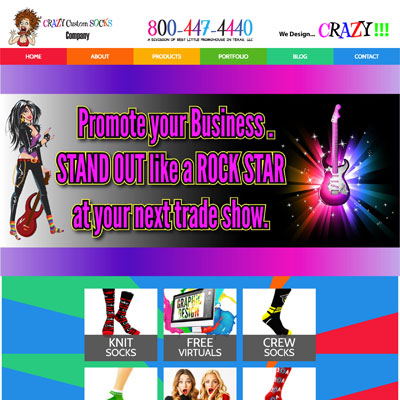 CRAZY Custom SOCKS
Company
800-447-4440
A DIVISION OF BEST LITTLE PROMOHOUSE IN TEXAS, LLC
We Design... CRAZY !!!
HOME ABOUT PRODUCTS PORTFOLIO BLOG CONTACT
Promote your Business .
STAND OUT like a ROCK STAR
at your next trade show.
GRAPHIC
DESIGN
KNIT
SOCKS
FREE
VIRTUALS
CREW
SOCKS